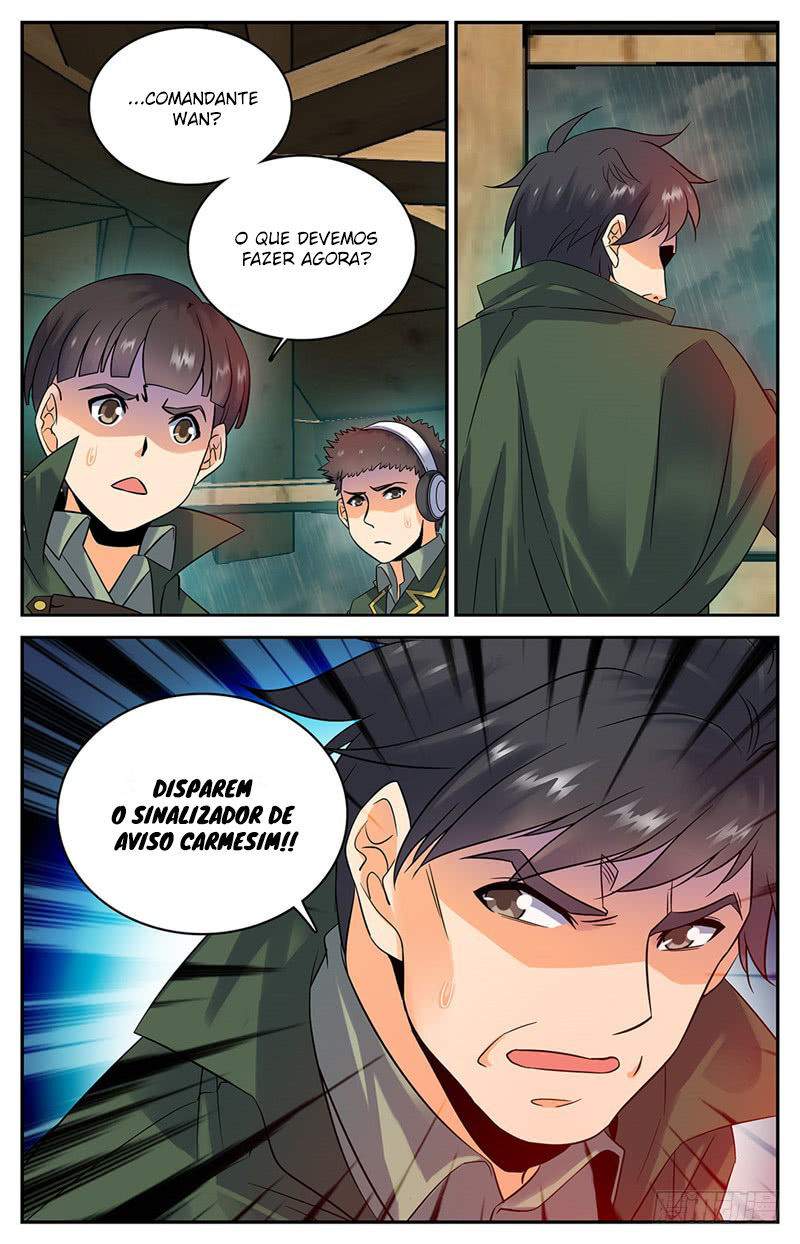 ...COMANDANTE
WAN?
O QUE DEVEMOS
FAZER AGORA?
DISPAREM
O SINALIZADOR DE
AVISO CARMESIM!!